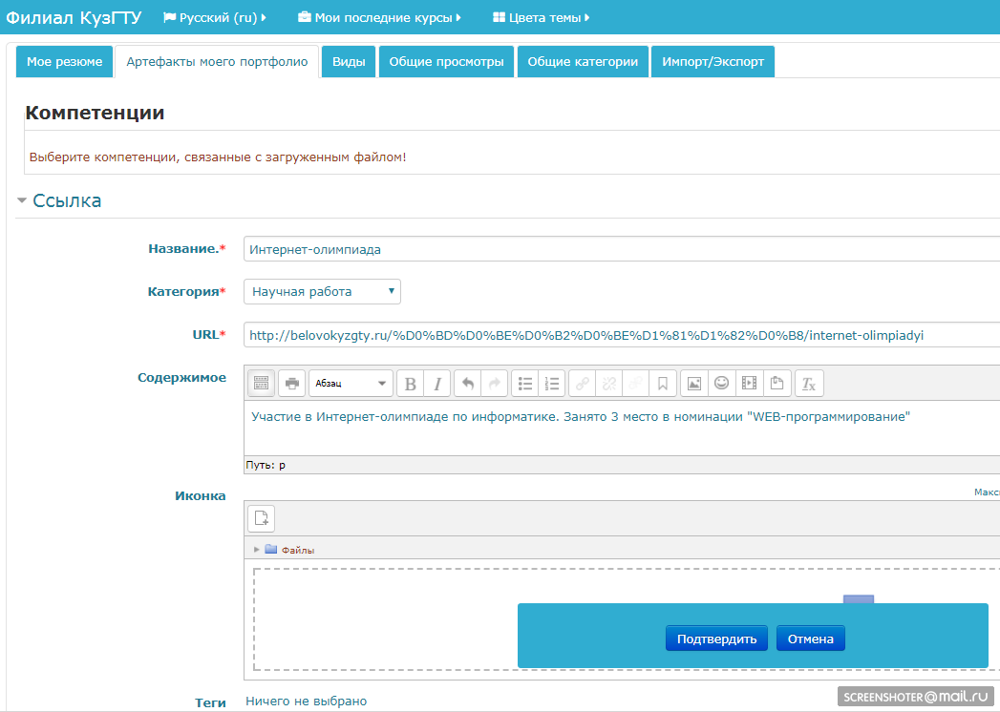 Филиал КузГТУ Русский (ru) Мои последние курсы Цвета темы
Мое резюме Артефакты моего портфолио Виды Общие просмотры Общие категории Импорт/Экспорт
Компетенции
Выберите компетенции, связанные с загруженным файлом!
Ссылка
Название.* Интернет-олимпиада
Категория* Научная работа
URL* http://belovokyzgty.ru/%D0%BD%D0%BE%D0%B2%D0%BE%D1%81%D1%82%D0%B8/internet-olimpiadyi
Содержимое Абзац B I Tx
Участие в Интернет-олимпиаде по информатике. Занято 3 место в номинации "WEB-программирование"
Путь: p
Иконка Макс
Файлы
Подтвердить Отмена
Теги Ничего не выбрано
SCREENSHOTER@mail.ru